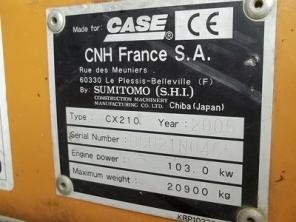 Made for: CASE
CNH France S.A.
Rue des Meuniers .
60330 Le Plessis-Belleville (F)
By: SUMITOMO (S.H.I.)
CONSTRUCTION MACHINERY
MANUFACTURING CO. LTD. Chiba (Japan)
Type : CX210 Year :
Serial Number :
Engine power : 103.0 kw
Maximum weight : 20900 kg